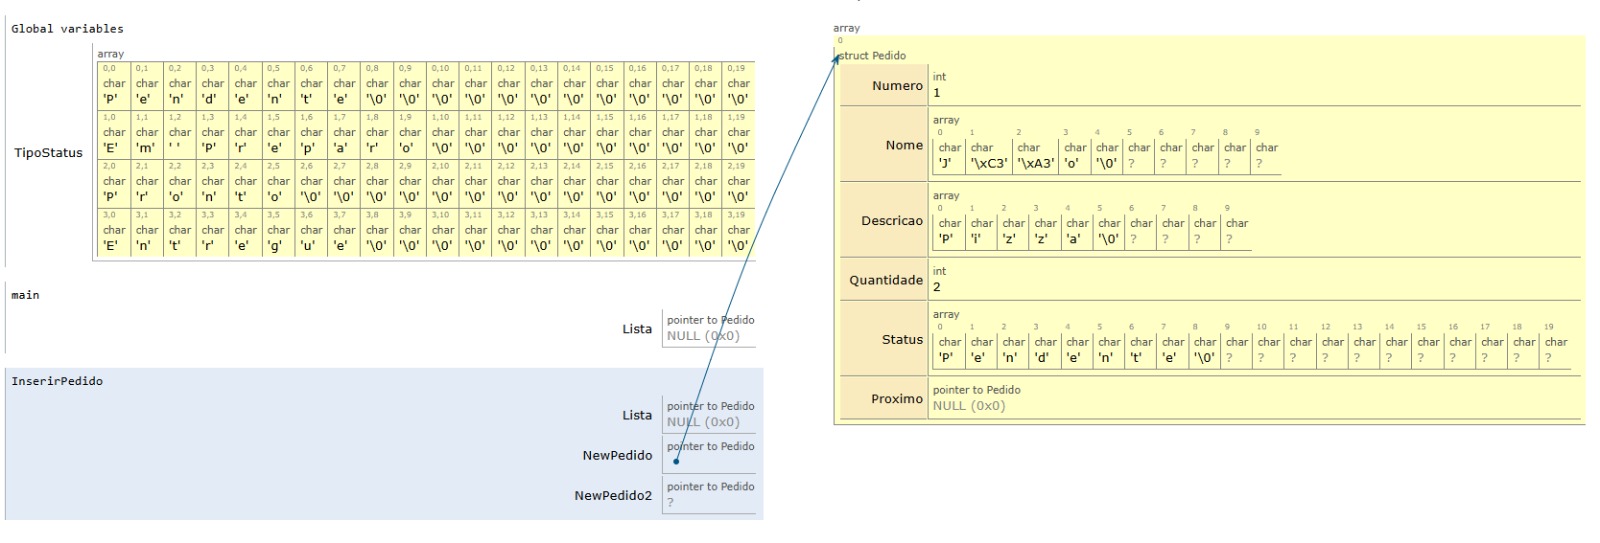 Global variables
array
TipoStatus
0,0 0,1 0,2 0,3 0,4 0,5 0,6 0,7 0,8 0,9 0,10 0,11 0,12 0,13 0,14 0,15 0,16 0,17 0,18 0,19
char char char char char char char char char char char char char char char char char char char char
'P' 'e' 'n' 'd' 'e' 'n' 't' 'e' '\0' '\0' '\0' '\0' '\0' '\0' '\0' '\0' '\0' '\0' '\0' '\0'
1,0 1,1 1,2 1,3 1,4 1,5 1,6 1,7 1,8 1,9 1,10 1,11 1,12 1,13 1,14 1,15 1,16 1,17 1,18 1,19
char char char char char char char char char char char char char char char char char char char char
'E' 'm' ' ' 'P' 'r' 'e' 'p' 'a' 'r' 'o' '\0' '\0' '\0' '\0' '\0' '\0' '\0' '\0' '\0' '\0'
2,0 2,1 2,2 2,3 2,4 2,5 2,6 2,7 2,8 2,9 2,10 2,11 2,12 2,13 2,14 2,15 2,16 2,17 2,18 2,19
char char char char char char char char char char char char char char char char char char char char
'P' 'r' 'o' 'n' 't' 'o' '\0' '\0' '\0' '\0' '\0' '\0' '\0' '\0' '\0' '\0' '\0' '\0' '\0' '\0'
3,0 3,1 3,2 3,3 3,4 3,5 3,6 3,7 3,8 3,9 3,10 3,11 3,12 3,13 3,14 3,15 3,16 3,17 3,18 3,19
char char char char char char char char char char char char char char char char char char char char
'E' 'n' 't' 'r' 'e' 'g' 'u' 'e' '\0' '\0' '\0' '\0' '\0' '\0' '\0' '\0' '\0' '\0' '\0' '\0'
main
Lista
pointer to Pedido
NULL (0x0)
InserirPedido
Lista
pointer to Pedido
NULL (0x0)
NewPedido
pointer to Pedido
NewPedido2
pointer to Pedido
?
array
0
struct Pedido
Numero
int
1
Nome
array
0 1 2 3 4 5 6 7 8 9
char char char char char char char char char char
'J' '\xC3' '\xA3' 'o' '\0' ? ? ? ? ?
Descricao
array
0 1 2 3 4 5 6 7 8 9
char char char char char char char char char char
'P' 'i' 'z' 'z' 'a' '\0' ? ? ? ?
Quantidade
int
2
Status
array
0 1 2 3 4 5 6 7 8 9 10 11 12 13 14 15 16 17 18 19
char char char char char char char char char char char char char char char char char char char char
'P' 'e' 'n' 'd' 'e' 'n' 't' 'e' '\0' ? ? ? ? ? ? ? ? ? ? ?
Proximo
pointer to Pedido
NULL (0x0)